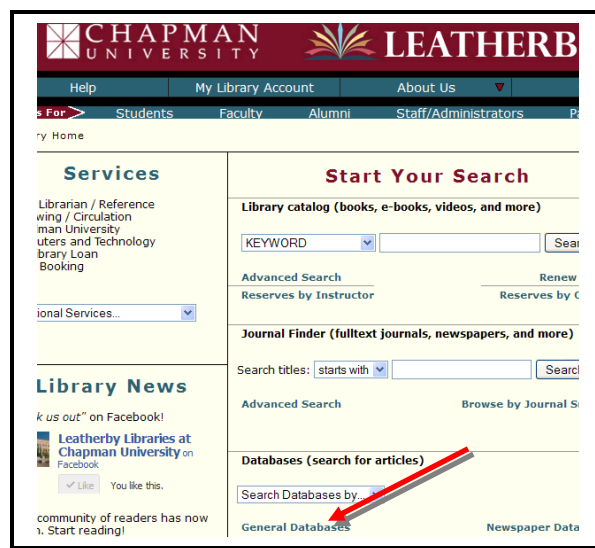 CHAPMAN
UNIVERSITY
LEATHERB
Help My Library Account About Us
s For Students Faculty Alumni Staff/Administrators Pa
ry Home
Services
Librarian / Reference
wing / Circulation
man University
uters and Technology
brary Loan
Booking
ional Services...
Library News
k us out" on Facebook!
Leatherby Libraries at
Chapman University on
Facebook
Like You like this.
community of readers has now
n. Start reading!
Start Your Search
Library catalog (books, e-books, videos, and more)
KEYWORD Sear
Advanced Search Renew
Reserves by Instructor Reserves by C
Journal Finder (fulltext journals, newspapers, and more)
Search titles: starts with Search
Advanced Search Browse by Journal Su
Databases (search for articles)
Search Databases by...
General Databases Newspaper Data